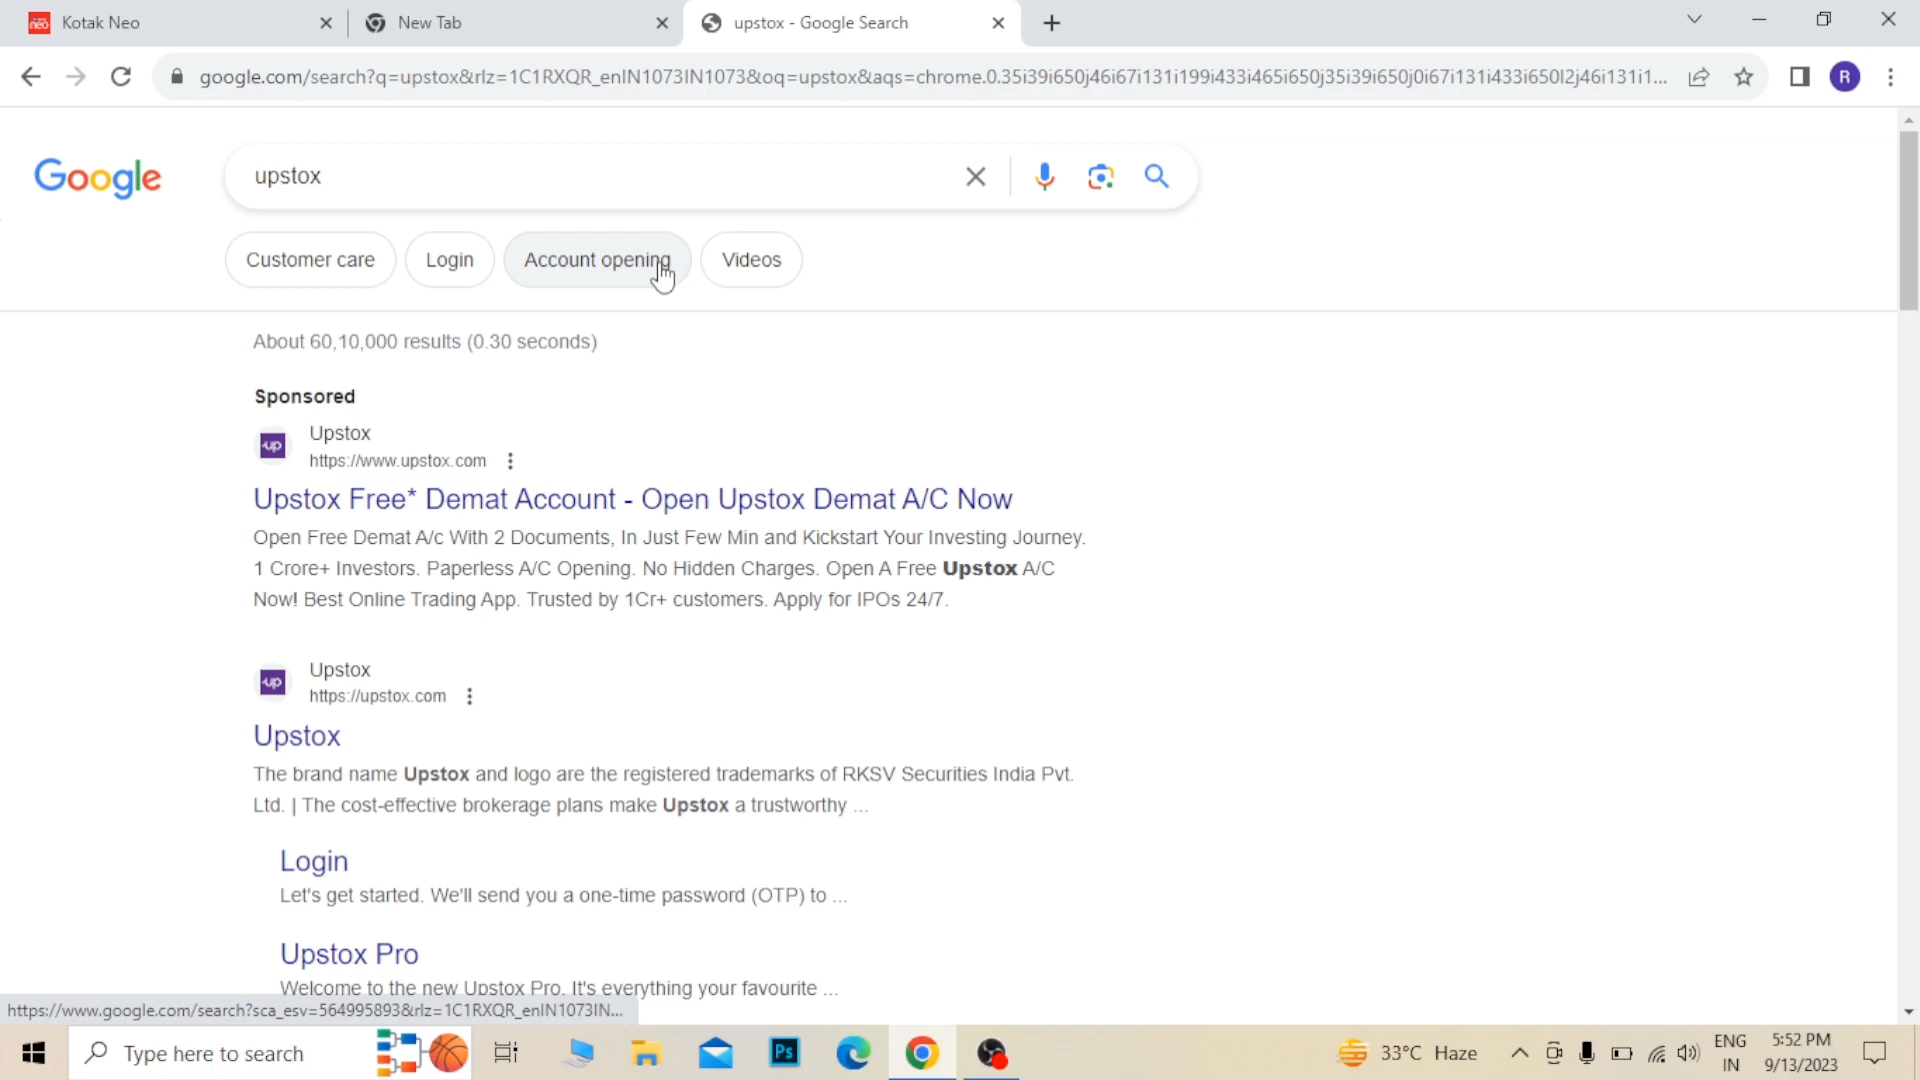 Kotak Neo
New Tab
upstox - Google Search
google.com/search?q=upstox&rlz=1C1RXQR_enIN1073IN1073&oq=upstox&aqs=chrome.0.35i39i650j46i67i131i199i433i465i650j35i39i650j0i67i131i433i650l2j46i131i1...
R
Google
upstox
Customer care
Login
Account opening
Videos
About 60,10,000 results (0.30 seconds)
Sponsored
up
Upstox
https://www.upstox.com
Upstox Free* Demat Account - Open Upstox Demat A/C Now
Open Free Demat A/c With 2 Documents, In Just Few Min and Kickstart Your Investing Journey.
1 Crore+ Investors. Paperless A/C Opening. No Hidden Charges. Open A Free Upstox A/C
Now! Best Online Trading App. Trusted by 1Cr+ customers. Apply for IPOs 24/7.
up
Upstox
https://upstox.com
Upstox
The brand name Upstox and logo are the registered trademarks of RKSV Securities India Pvt.
Ltd. | The cost-effective brokerage plans make Upstox a trustworthy ...
Login
Let's get started. We'll send you a one-time password (OTP) to ...
Upstox Pro
Welcome to the new Upstox Pro. It's everything your favourite ...
https://www.google.com/search?sca_esv=564995893&rlz=1C1RXQR_enIN1073IN...
Type here to search
Ps
33°C Haze
ENG
IN
5:52 PM
9/13/2023